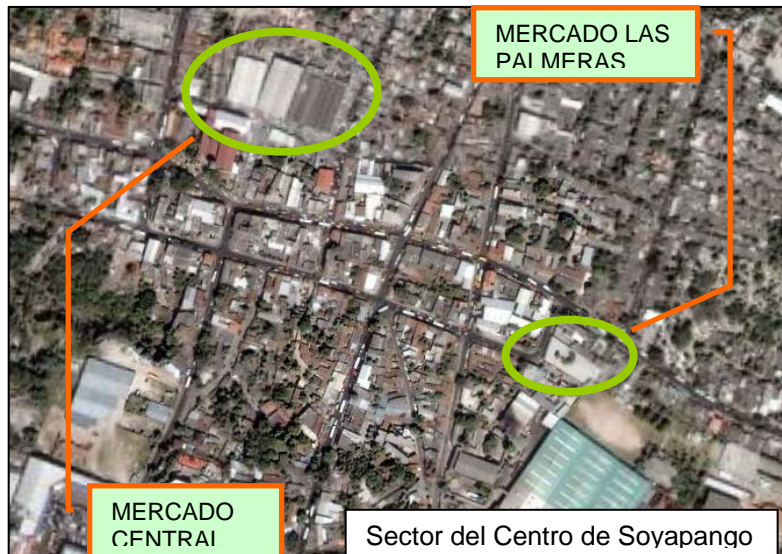 MERCADO LAS
PALMERAS
MERCADO
CENTRAL
Sector del Centro de Soyapango